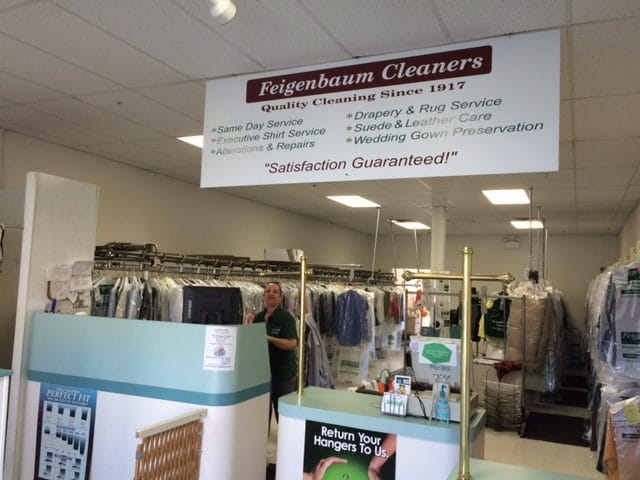 Feigenbaum Cleaners
Quality Cleaning Since 1917
*Same Day Service
*Executive Shirt Service
*Alterations & Repairs
*Drapery & Rug Service
*Suede & Leather Care
*Wedding Gown Preservation
"Satisfaction Guaranteed!"
PERFECT FIT
Return Your
Hangers To Us.